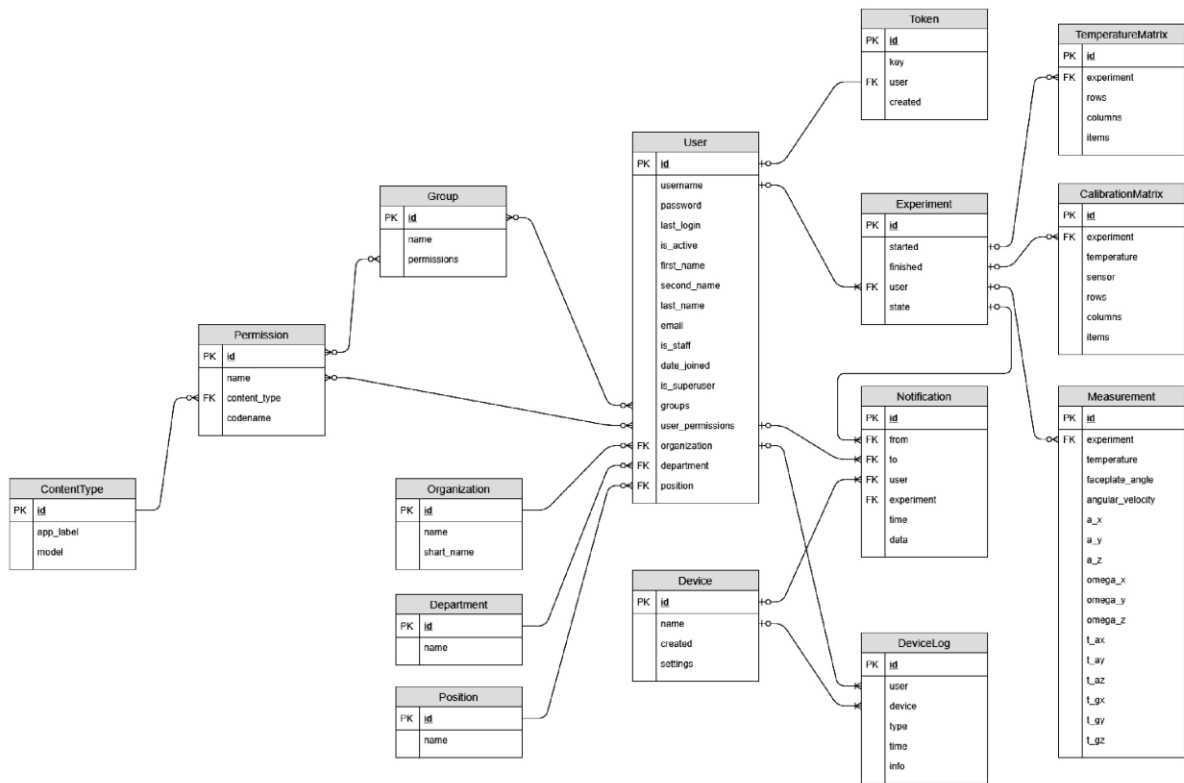 Token
PK id
key
FK user
created
TemperatureMatrix
PK id
FK experiment
rows
columns
items
User
PK id
username
password
last_login
is_active
first_name
second_name
last_name
email
is_staff
date_joined
is_superuser
groups
user_permissions
FK organization
FK department
FK position
Group
PK id
name
permissions
Experiment
PK id
started
finished
FK user
state
CalibrationMatrix
PK id
FK experiment
temperature
sensor
rows
columns
items
Permission
PK id
name
FK content_type
codename
Notification
PK id
FK from
FK to
FK user
FK experiment
time
data
Measurement
PK id
FK experiment
temperature
faceplate_angle
angular_velocity
a_x
a_y
a_z
omega_x
omega_y
omega_z
t_ax
t_ay
t_az
t_gx
t_gy
t_gz
ContentType
PK id
app_label
model
Organization
PK id
name
shart_name
Device
PK id
name
created
settings
Department
PK id
name
DeviceLog
PK id
user
device
type
time
info
Position
PK id
name